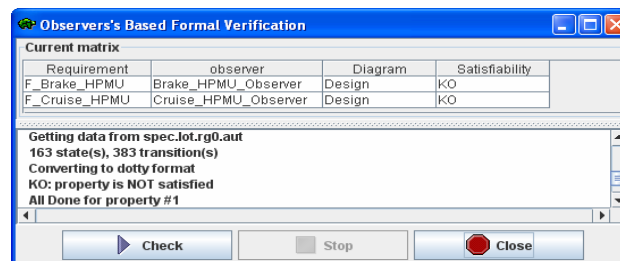 Observers's Based Formal Verification
Current matrix
Requirement observer Diagram Satisfiability
F_Brake_HPMU Brake_HPMU_Observer Design KO
F_Cruise_HPMU Cruise_HPMU_Observer Design KO
Getting data from spec.lot.rg0.aut
163 state(s), 383 transition(s)
Converting to dotty format
KO: property is NOT satisfied
All Done for property #1
Check Stop Close